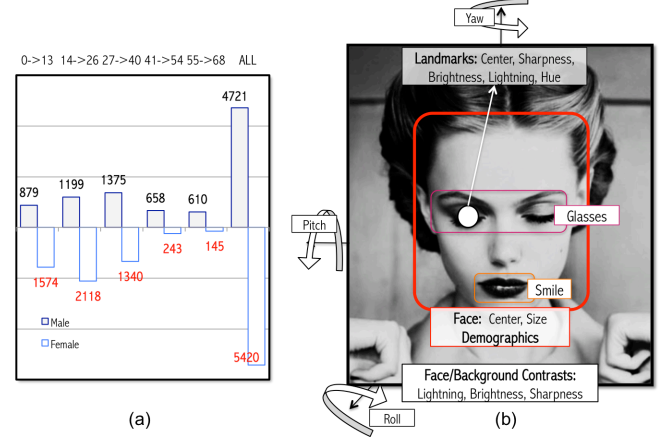 0->13 14->26 27->40 41->54 55->68 ALL
4721
879
1199
1375
658
610
1574
2118
1340
243
145
5420
Male
Female
(a)
Yaw
Landmarks: Center, Sharpness,
Brightness, Lightning, Hue
Pitch
Glasses
Smile
Face: Center, Size
Demographics
Face/Background Contrasts:
Lightning, Brightness, Sharpness
Roll
(b)